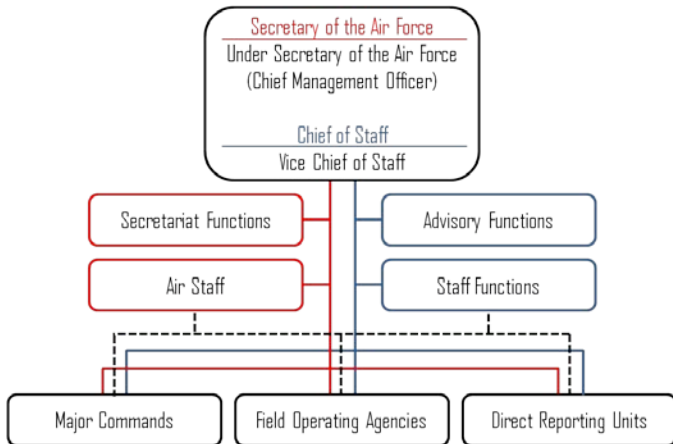 Secretary of the Air Force
Under Secretary of the Air Force
(Chief Management Officer)
Chief of Staff
Vice Chief of Staff
Secretariat Functions
Advisory Functions
Air Staff
Staff Functions
Major Commands
Field Operating Agencies
Direct Reporting Units